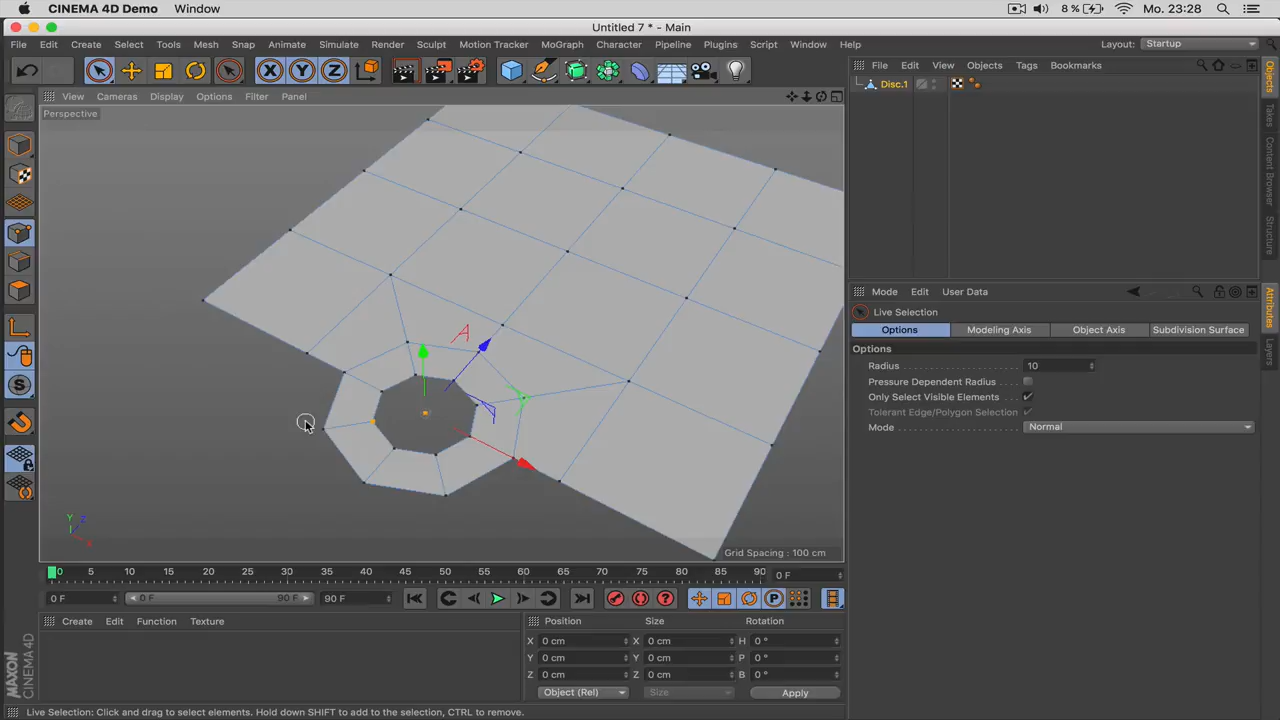 CINEMA 4D Demo Window 8 % Mo. 23:28
Untitled 7 * - Main
File Edit Create Select Tools Mesh Snap Animate Simulate Render Sculpt Motion Tracker MoGraph Character Pipeline Plugins Script Window Help Layout: Startup
X Y Z
File Edit View Objects Tags Bookmarks
View Cameras Display Options Filter Panel
Disc.1
Perspective
Objects
Takes
Content Browser
Structure
Mode Edit User Data
Live Selection
Options Modeling Axis Object Axis Subdivision Surface
Options
Radius 10
Pressure Dependent Radius
Only Select Visible Elements
Tolerant Edge/Polygon Selection
Mode Normal
Attributes
Layers
A
S
Y Z
X
Grid Spacing : 100 cm
0 5 10 15 20 25 30 35 40 45 50 55 60 65 70 75 80 85 90 0 F
0 F 0 F 90 F 90 F P
Create Edit Function Texture
Position Size Rotation
X 0 cm X 0 cm H 0 °
Y 0 cm Y 0 cm P 0 °
Z 0 cm Z 0 cm B 0 °
Object (Rel) Size Apply
MAXON
CINEMA 4D
Live Selection: Click and drag to select elements. Hold down SHIFT to add to the selection, CTRL to remove.